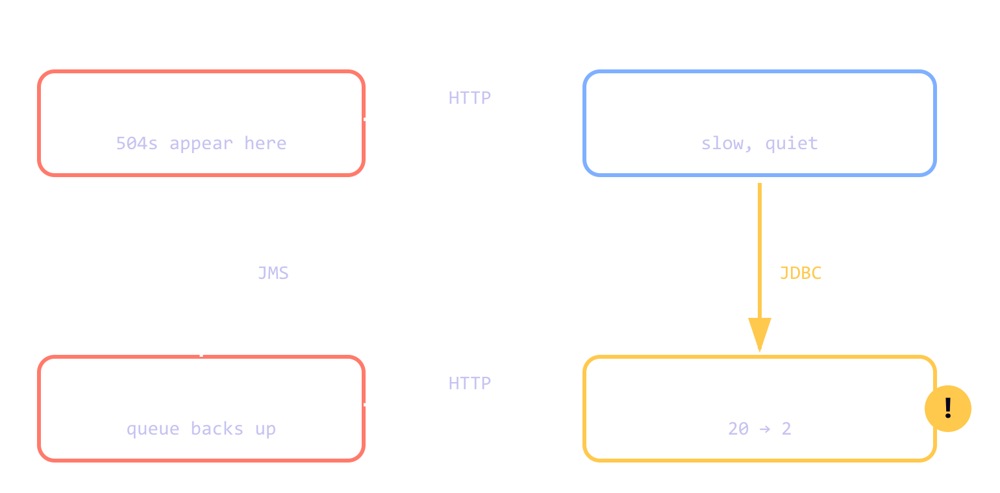 HTTP
504s appear here
slow, quiet
JMS
JDBC
HTTP
!
queue backs up
20 → 2